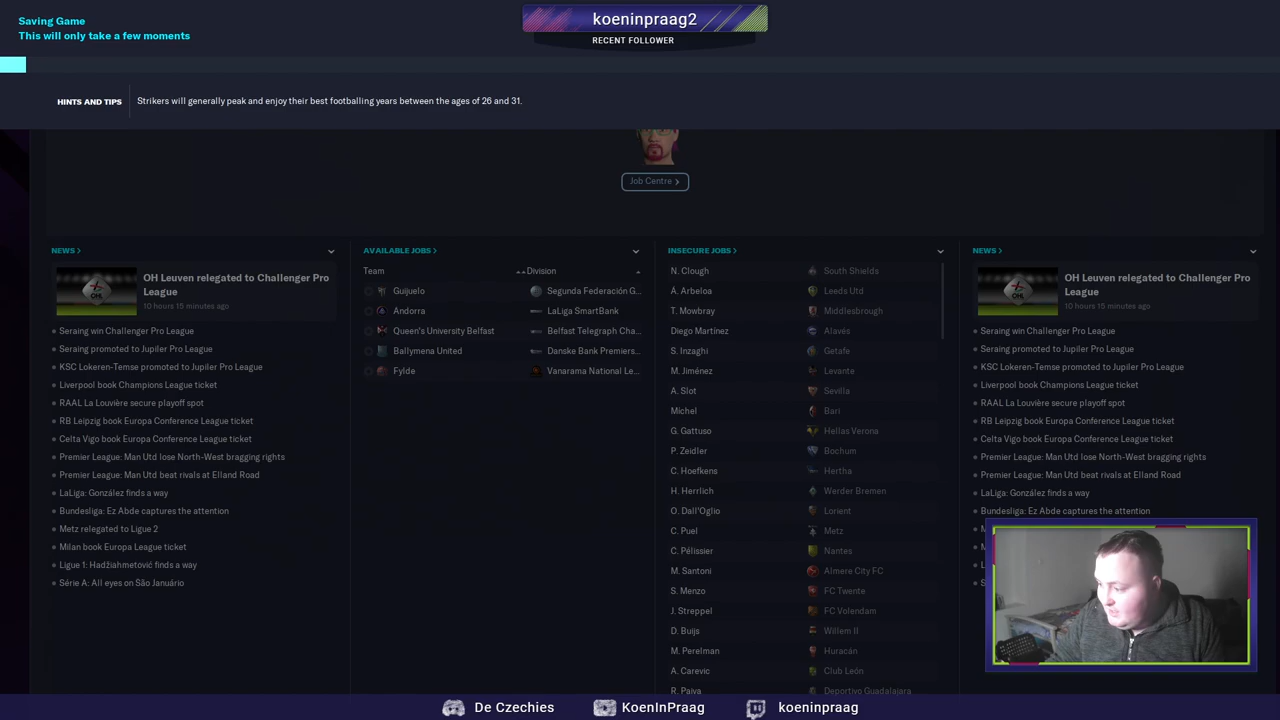 Saving Game
This will only take a few moments
koeninpraag2
RECENT FOLLOWER
HINTS AND TIPS
Strikers will generally peak and enjoy their best footballing years between the ages of 26 and 31.
Job Centre
NEWS
OH Leuven relegated to Challenger Pro
League
10 hours 15 minutes ago
Seraing win Challenger Pro League
Seraing promoted to Jupiler Pro League
KSC Lokeren-Temse promoted to Jupiler Pro League
Liverpool book Champions League ticket
RAAL La Louvière secure playoff spot
RB Leipzig book Europa Conference League ticket
Celta Vigo book Europa Conference League ticket
Premier League: Man Utd lose North-West bragging rights
Premier League: Man Utd beat rivals at Elland Road
LaLiga: González finds a way
Bundesliga: Ez Abde captures the attention
Metz relegated to Ligue 2
Milan book Europa League ticket
Ligue 1: Hadžiahmetović finds a way
Série A: All eyes on São Januário
AVAILABLE JOBS
Team Division
Guijuelo Segunda Federación G...
Andorra LaLiga SmartBank
Queen's University Belfast Belfast Telegraph Cha...
Ballymena United Danske Bank Premiers...
Fylde Vanarama National Le...
INSECURE JOBS
N. Clough South Shields
Á. Arbeloa Leeds Utd
T. Mowbray Middlesbrough
Diego Martínez Alavés
S. Inzaghi Getafe
M. Jiménez Levante
A. Slot Sevilla
Michel Bari
G. Gattuso Hellas Verona
P. Zeidler Bochum
C. Hoefkens Hertha
H. Herrlich Werder Bremen
O. Dall'Oglio Lorient
C. Puel Metz
C. Pélissier Nantes
M. Santoni Almere City FC
S. Menzo FC Twente
J. Streppel FC Volendam
D. Buijs Willem II
M. Perelman Huracán
A. Carevic Club León
R. Paiva Deportivo Guadalajara
NEWS
OH Leuven relegated to Challenger Pro
League
10 hours 15 minutes ago
Seraing win Challenger Pro League
Seraing promoted to Jupiler Pro League
KSC Lokeren-Temse promoted to Jupiler Pro League
Liverpool book Champions League ticket
RAAL La Louvière secure playoff spot
RB Leipzig book Europa Conference League ticket
Celta Vigo book Europa Conference League ticket
Premier League: Man Utd lose North-West bragging rights
Premier League: Man Utd beat rivals at Elland Road
LaLiga: González finds a way
Bundesliga: Ez Abde captures the attention
De Czechies
KoenInPraag
koeninpraag